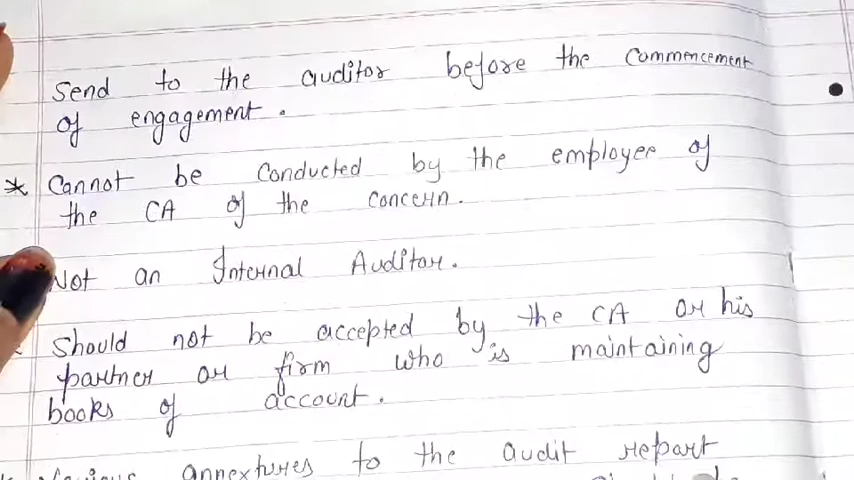 Send to the auditor before the Commencement
of engagement.
* Cannot be Conducted by the employee of
the CA of the Concern.
Not an Internal Auditor.
Should not be accepted by the CA or his
partner or firm who is maintaining
books of account.
annextures to the audit report